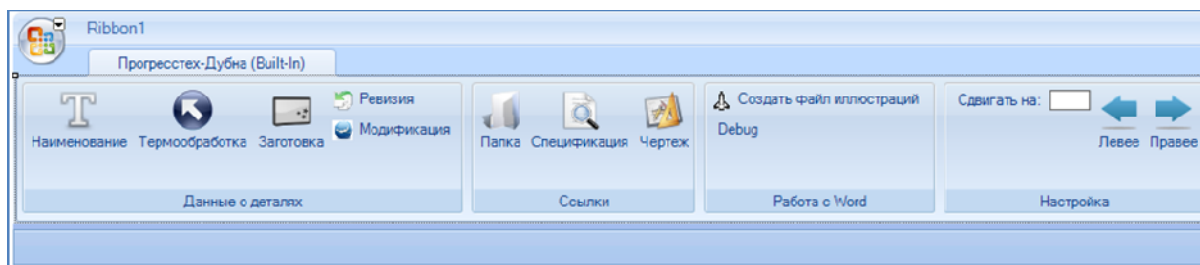 Ribbon1
Прогресстех-Дубна (Built-In)
Наименование
Термообработка
Заготовка
Ревизия
Модификация
Данные о деталях
Папка
Спецификация
Чертеж
Ссылки
Создать файл иллюстраций
Debug
Работа с Word
Сдвигать на:
Левее
Правее
Настройка